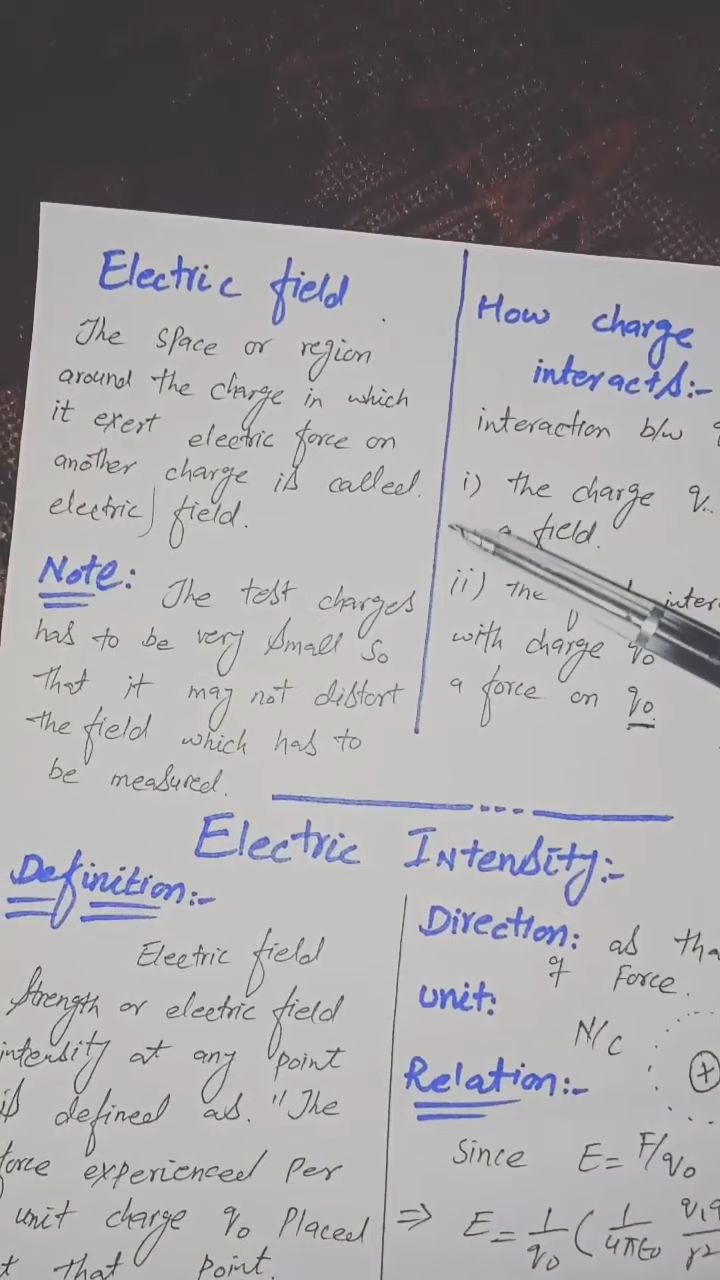 Electric field
The space or region
around the charge in which
it exert electric force on
another charge is called
electric field.
Note: The test charges
has to be very small so
that it may not distort
the field which has to
be measured.
How charge
interacts:-
interaction b/w
i) the charge q
a field.
ii) the inter
with charge q₀
a force on q₀
Electric Intensity:-
Definition:-
Electric field
Strength or electric field
intensity at any point
is defined as. "The
force experienced per
unit charge q₀ Placed
that point.
Direction: as tha
of Force.
Unit:
N/C
+
Relation:-
Since E = F/q₀
⇒ E = 1/q₀ ( 1/4πε₀ q₁q/r²